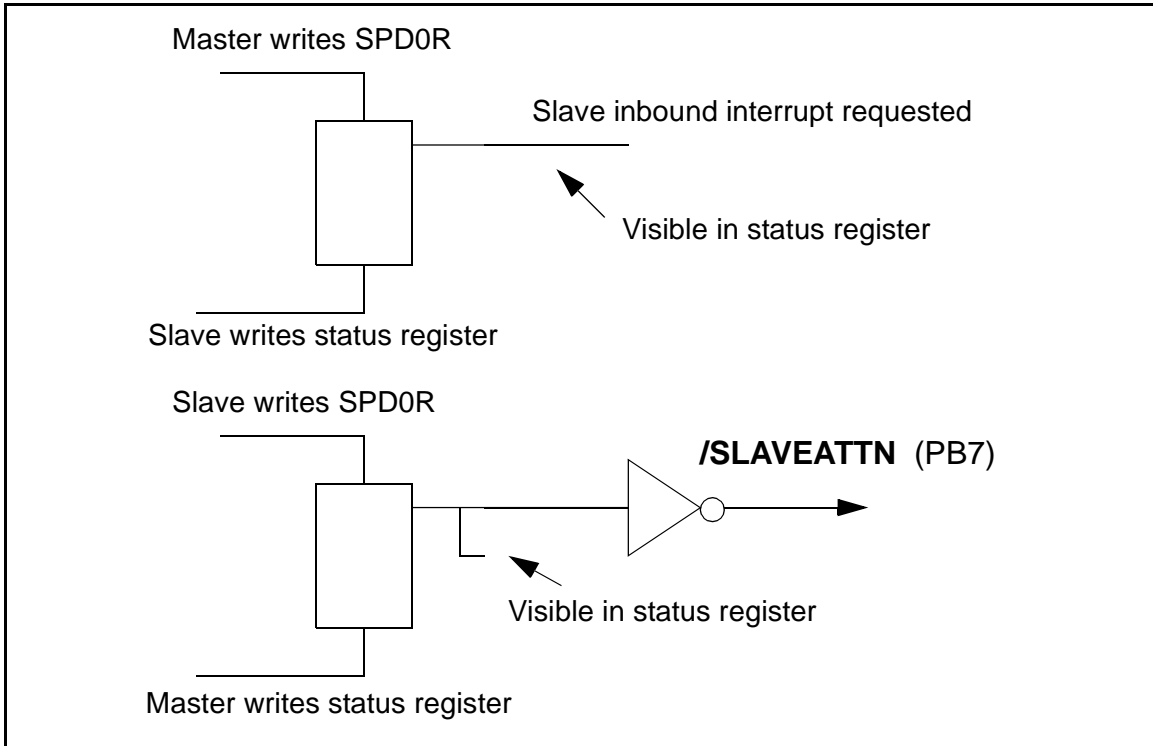 Master writes SPD0R
Slave inbound interrupt requested
Visible in status register
Slave writes status register
Slave writes SPD0R
/SLAVEATTN (PB7)
Visible in status register
Master writes status register